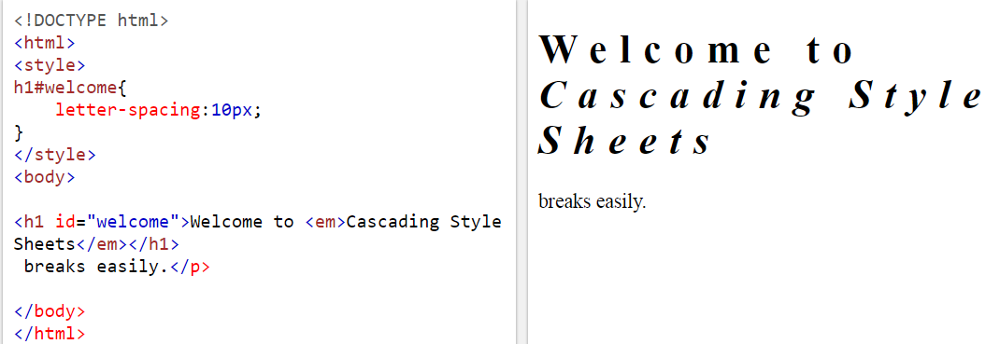 <!DOCTYPE html>
<html>
<style>
h1#welcome{
    letter-spacing:10px;
}
</style>
<body>
<h1 id="welcome">Welcome to <em>Cascading Style
Sheets</em></h1>
 breaks easily.</p>
</body>
</html>
Welcome to
Cascading Style
Sheets
breaks easily.